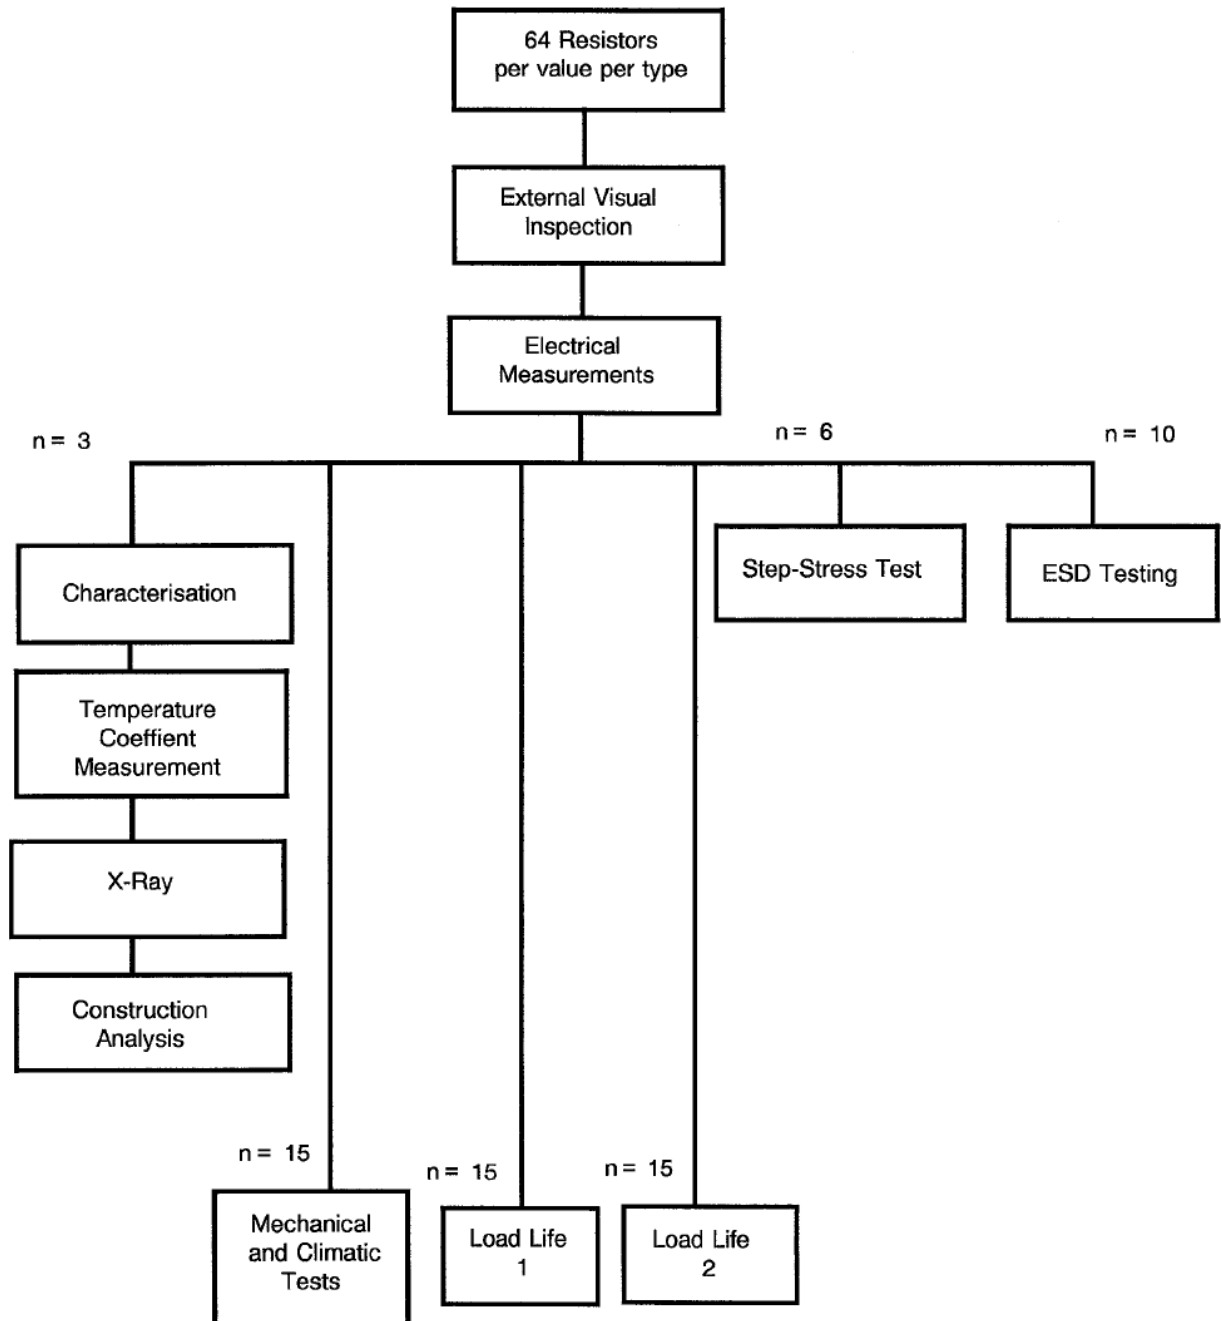 64 Resistors
per value per type
External Visual
Inspection
Electrical
Measurements
n = 3
n = 6
n = 10
Characterisation
Step-Stress Test
ESD Testing
Temperature
Coeffient
Measurement
X-Ray
Construction
Analysis
n = 15
n = 15
n = 15
Mechanical
and Climatic
Tests
Load Life
1
Load Life
2